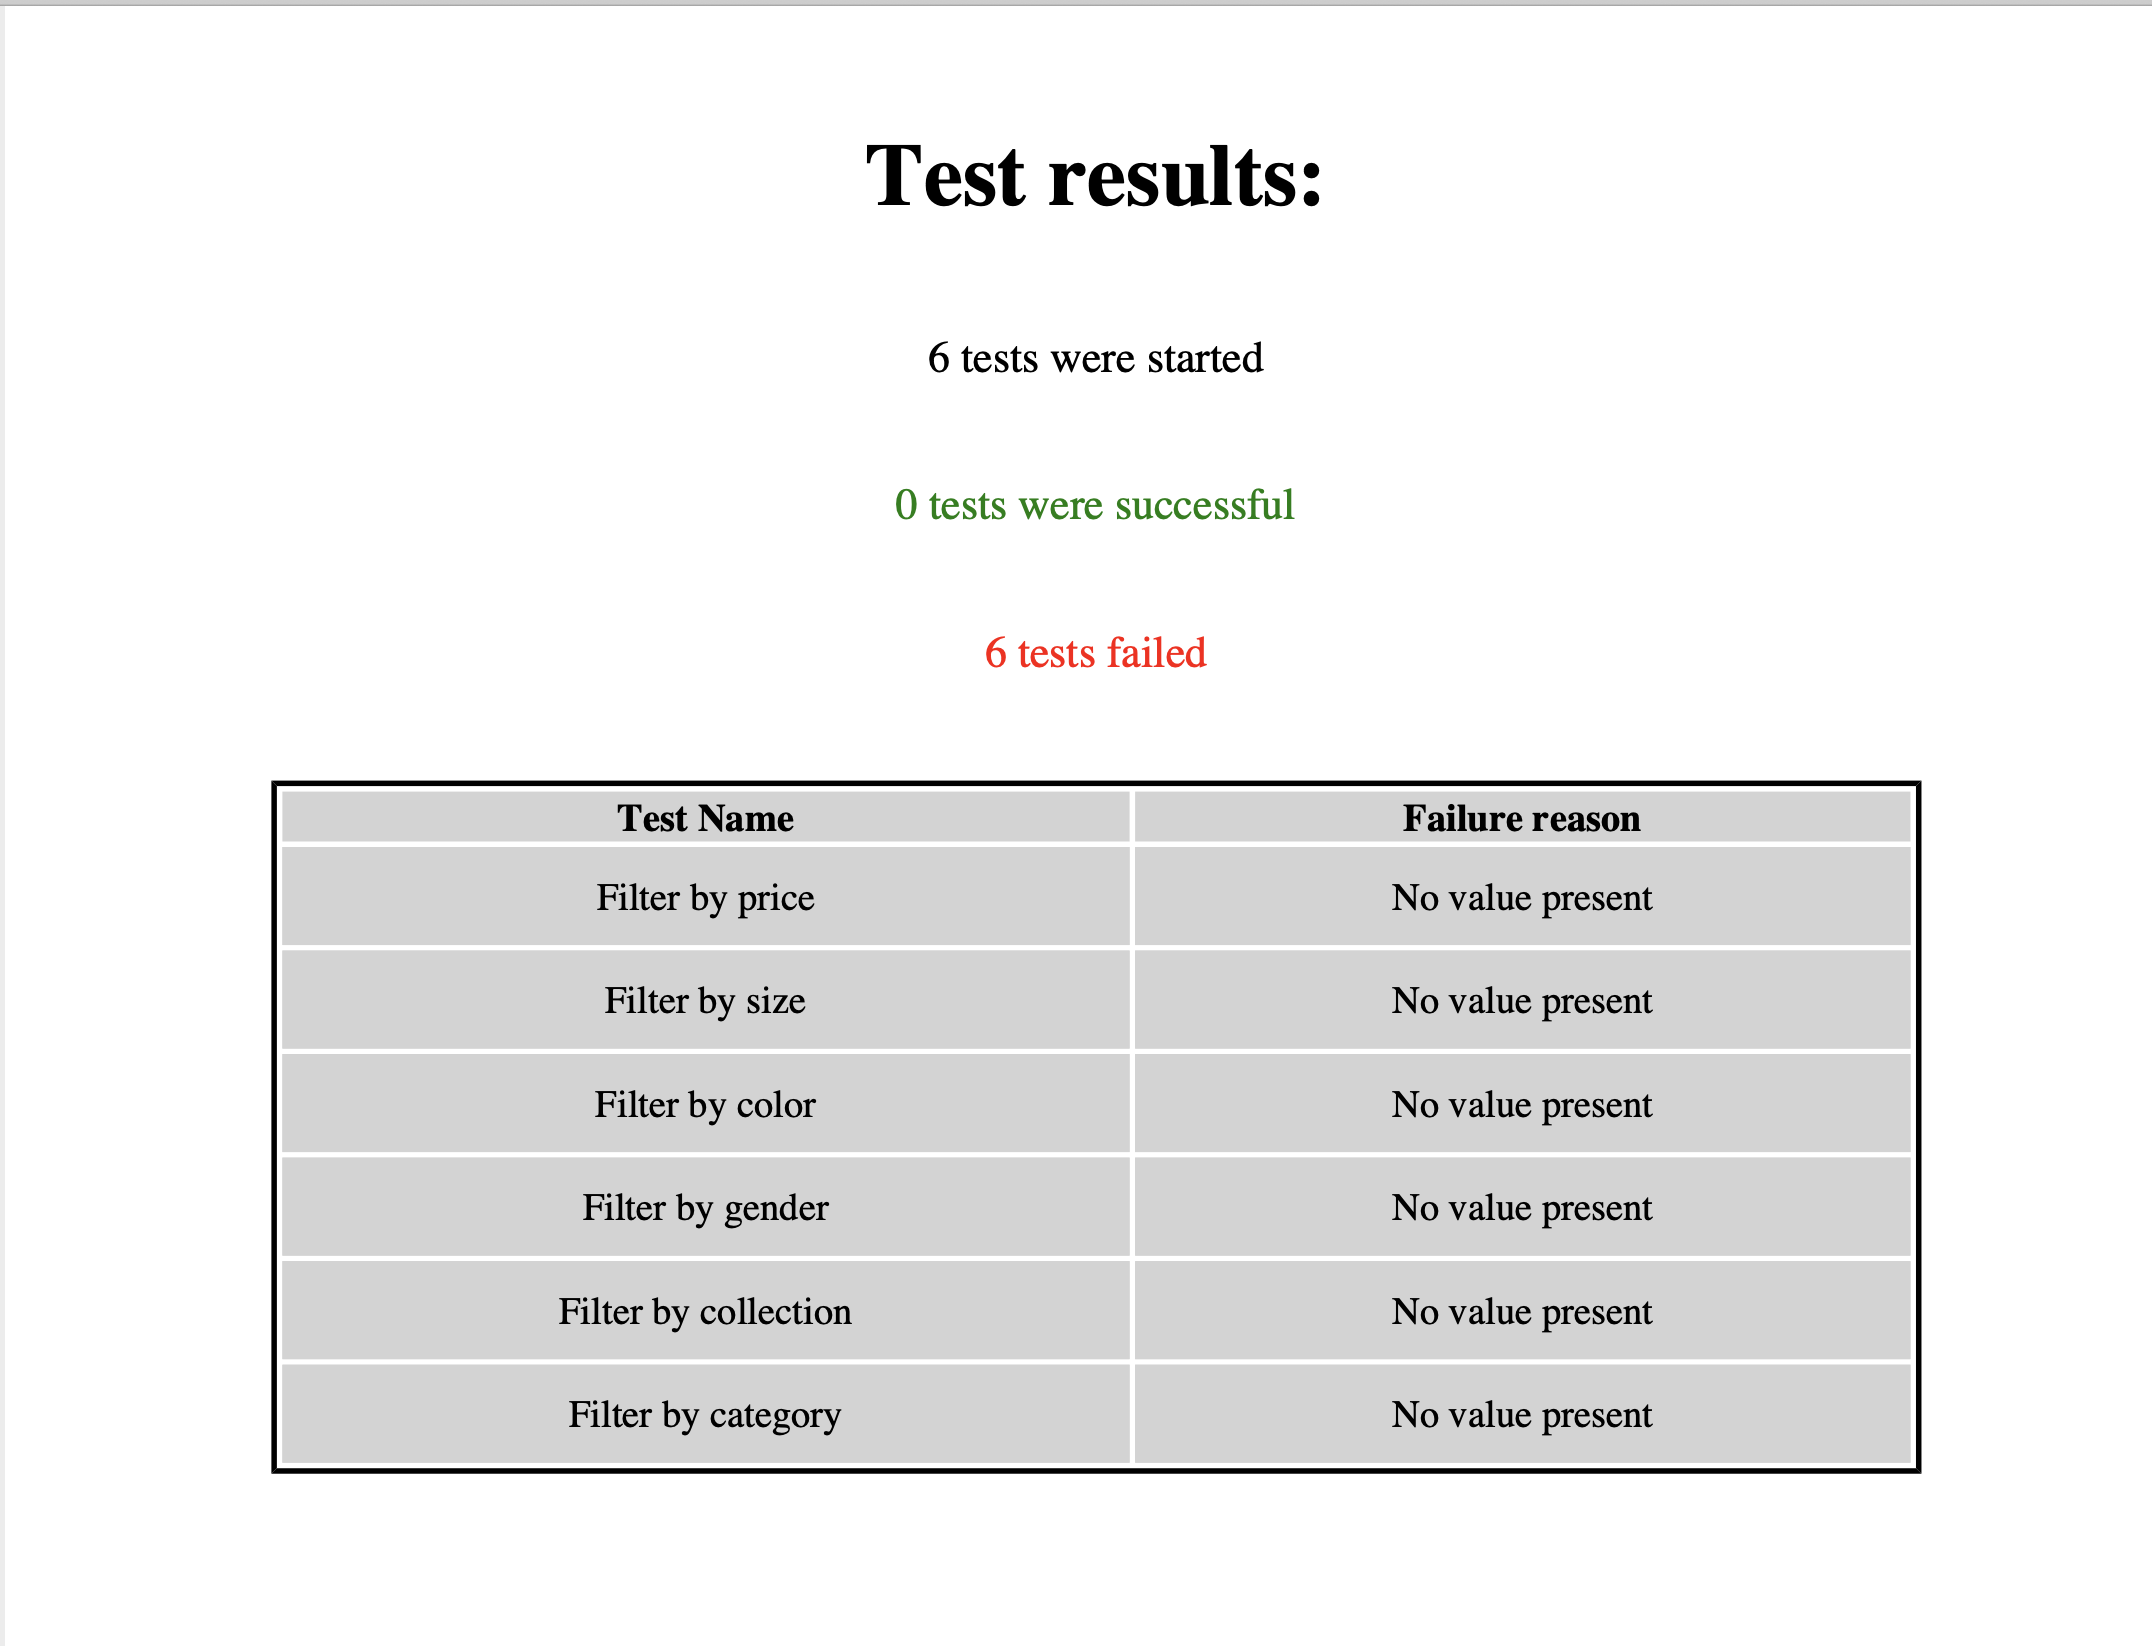 Test results:
6 tests were started
0 tests were successful
6 tests failed
Test Name Failure reason
Filter by price No value present
Filter by size No value present
Filter by color No value present
Filter by gender No value present
Filter by collection No value present
Filter by category No value present